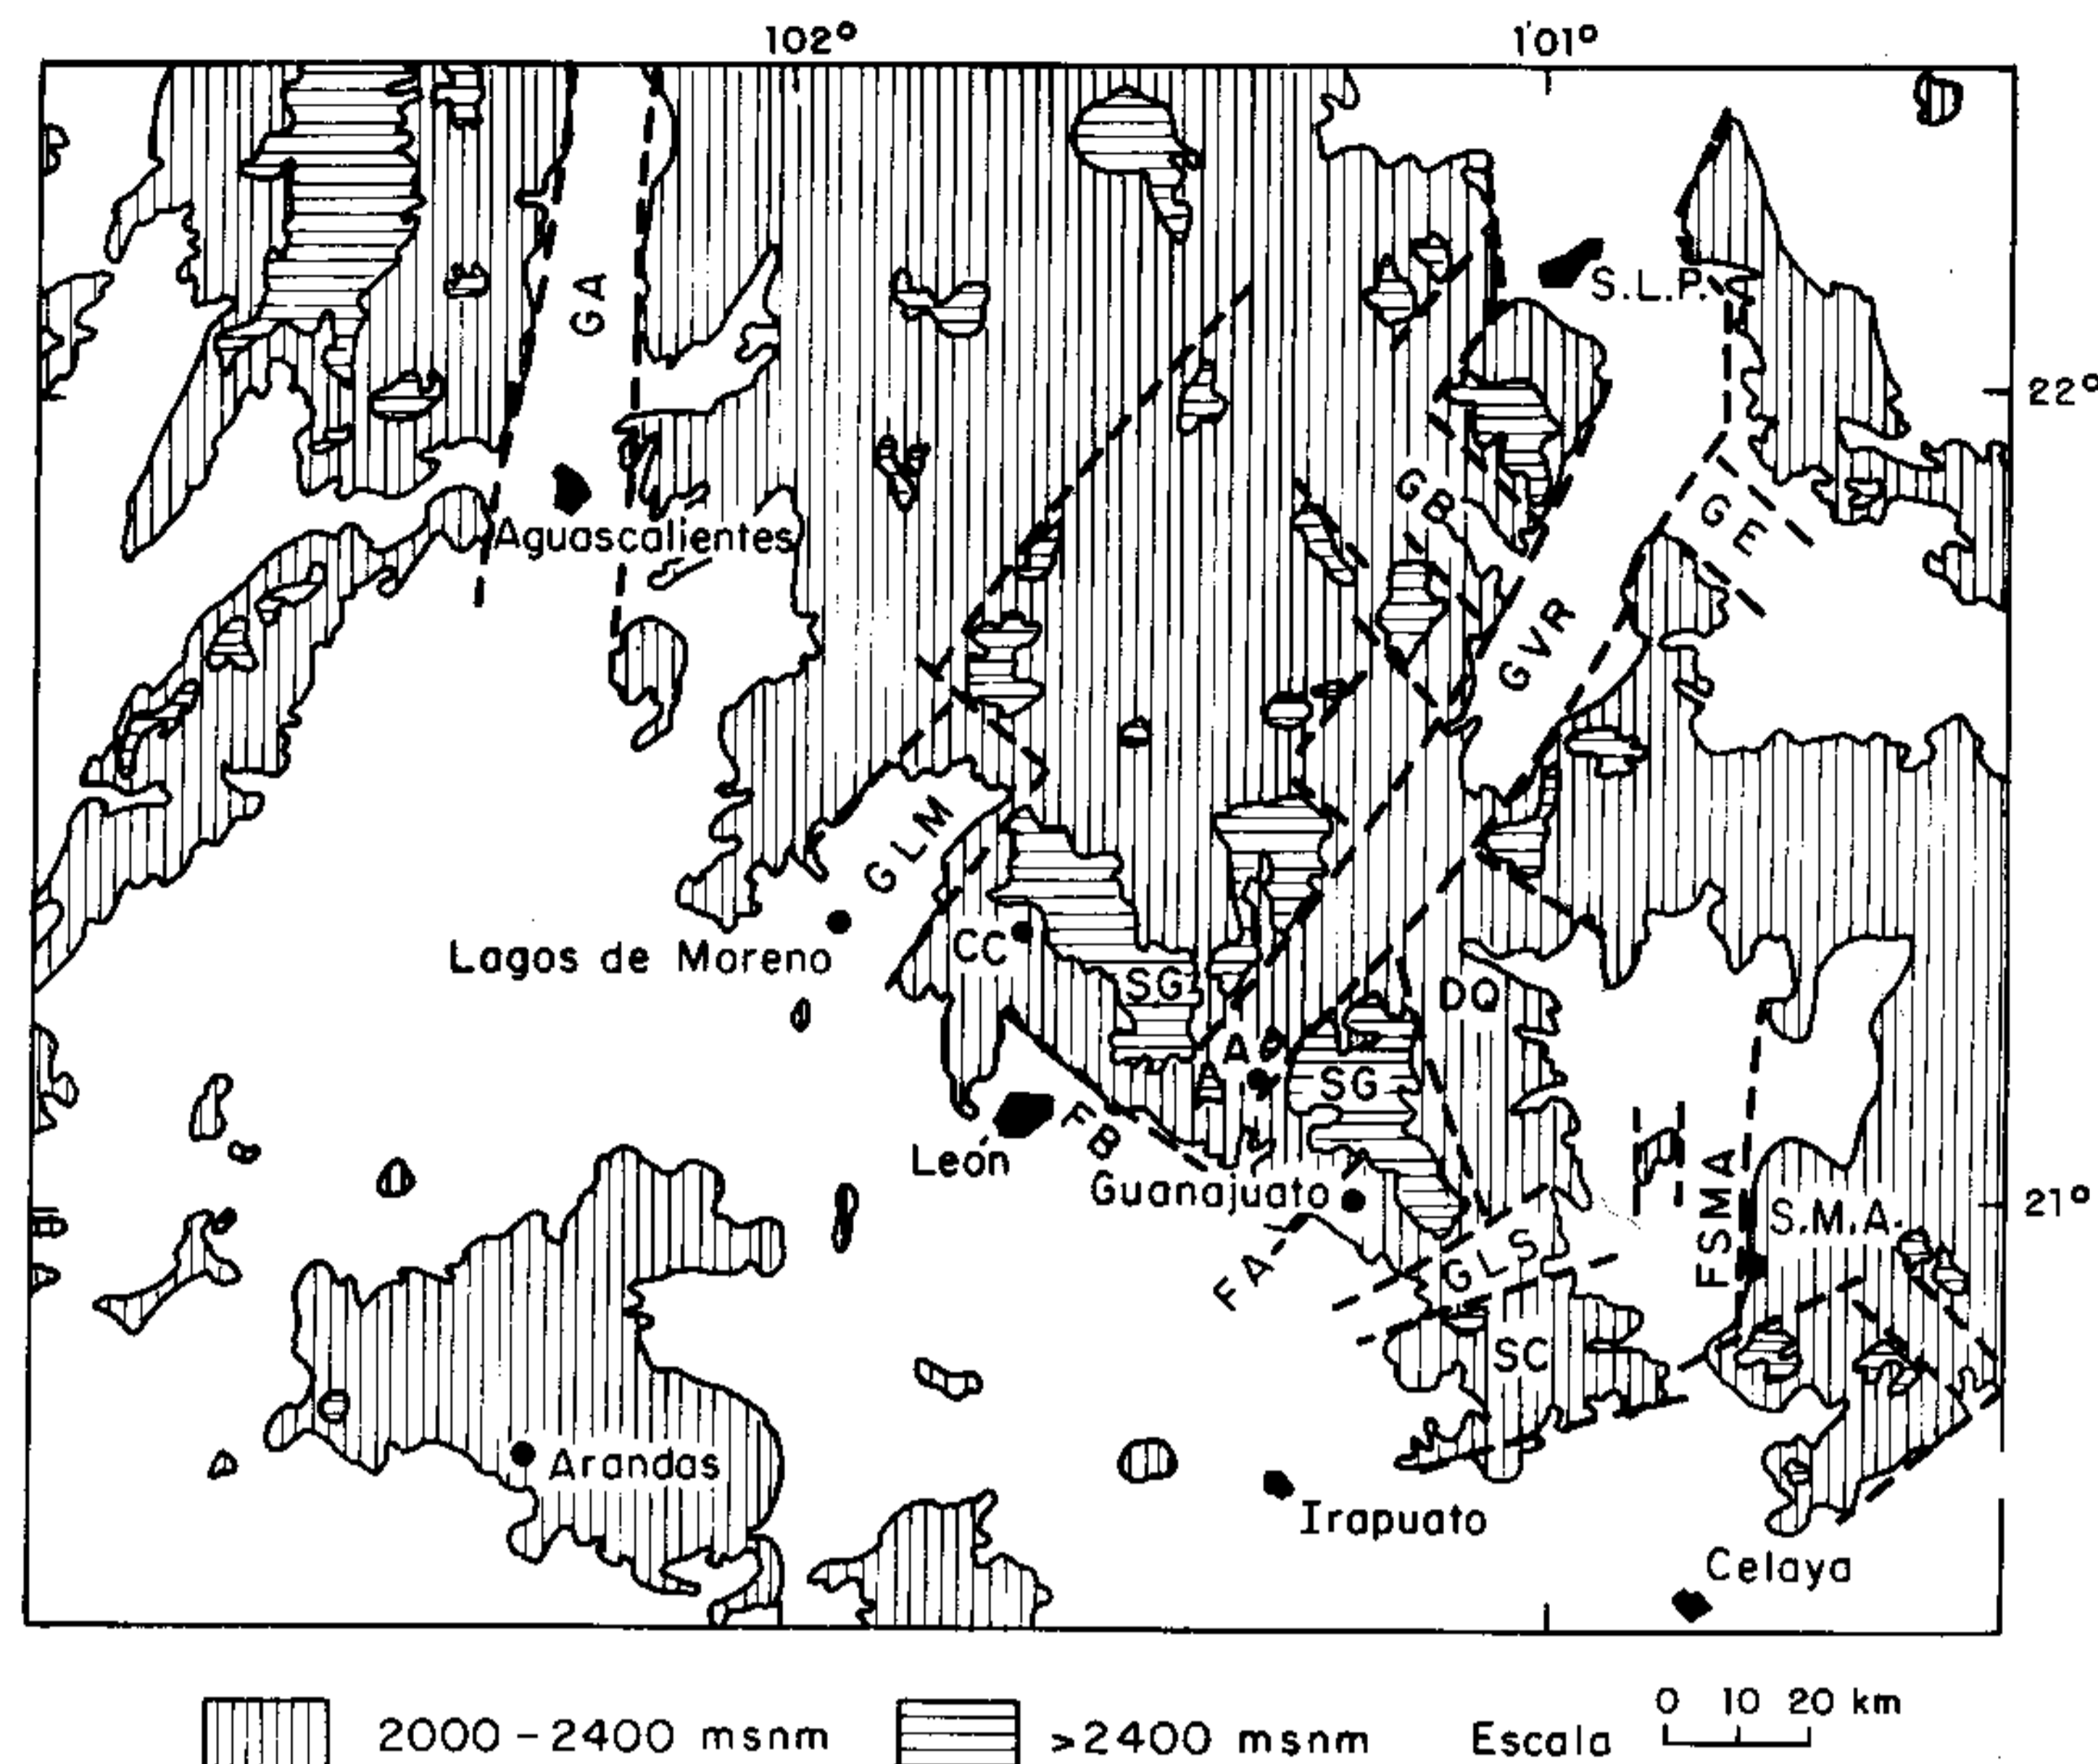 102°
101°
GA
S.L.P.
22°
GB
GE
Aguascalientes
GVR
GLM
Lagos de Moreno
CC
SG
DQ
A
SG
A
FB
León
Guanajuato
FSMA
S.M.A.
21°
FA
GLS
SC
Arandas
Irapuato
Celaya
2000-2400 msnm
>2400 msnm
Escala
0 10 20 km